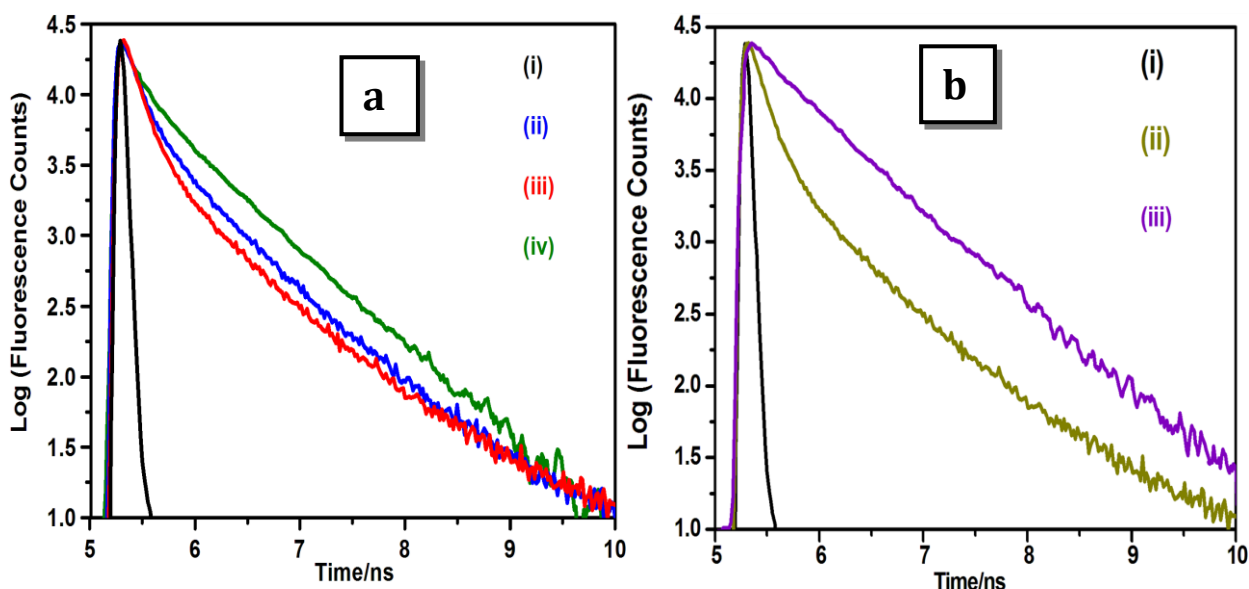 4.5
4.0
3.5
3.0
2.5
2.0
1.5
1.0
Log (Fluorescence Counts)
a
(i)
(ii)
(iii)
(iv)
5 6 7 8 9 10
Time/ns
4.5
4.0
3.5
3.0
2.5
2.0
1.5
1.0
Log (Fluorescence Counts)
b
(i)
(ii)
(iii)
5 6 7 8 9 10
Time/ns